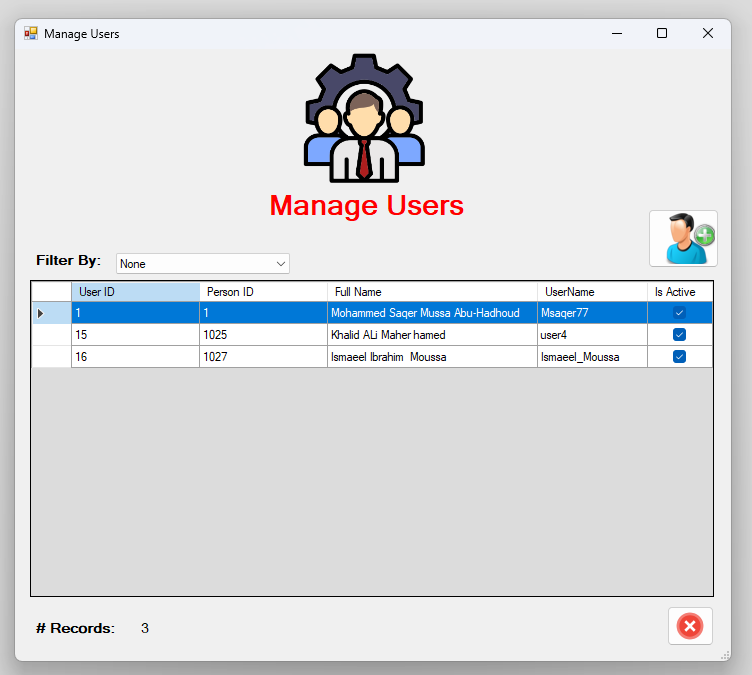 Manage Users
Manage Users
Filter By: None
User ID Person ID Full Name UserName Is Active
1 1 Mohammed Saqer Mussa Abu-Hadhoud Msaqer77
15 1025 Khalid ALi Maher hamed user4
16 1027 Ismaeel Ibrahim  Moussa Ismaeel_Moussa
# Records: 3